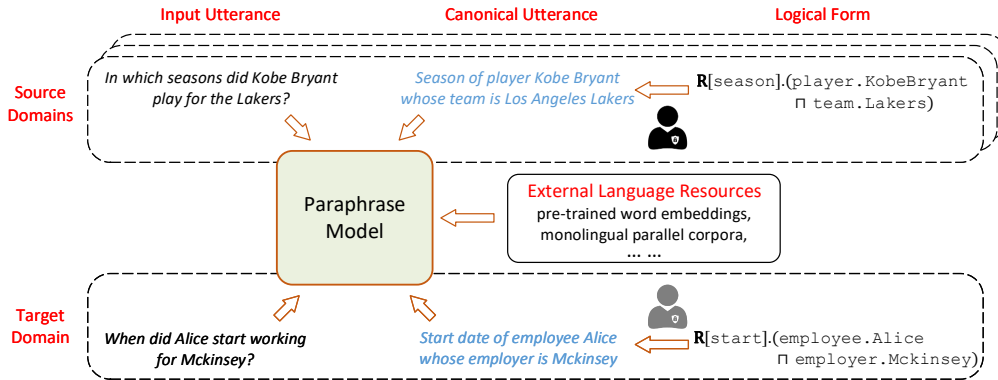 Input Utterance
Canonical Utterance
Logical Form
Source
Domains
In which seasons did Kobe Bryant
play for the Lakers?
Season of player Kobe Bryant
whose team is Los Angeles Lakers
R[season].(player.KobeBryant
⊓ team.Lakers)
Paraphrase
Model
External Language Resources
pre-trained word embeddings,
monolingual parallel corpora,
... ...
Target
Domain
When did Alice start working
for Mckinsey?
Start date of employee Alice
whose employer is Mckinsey
R[start].(employee.Alice
⊓ employer.Mckinsey)